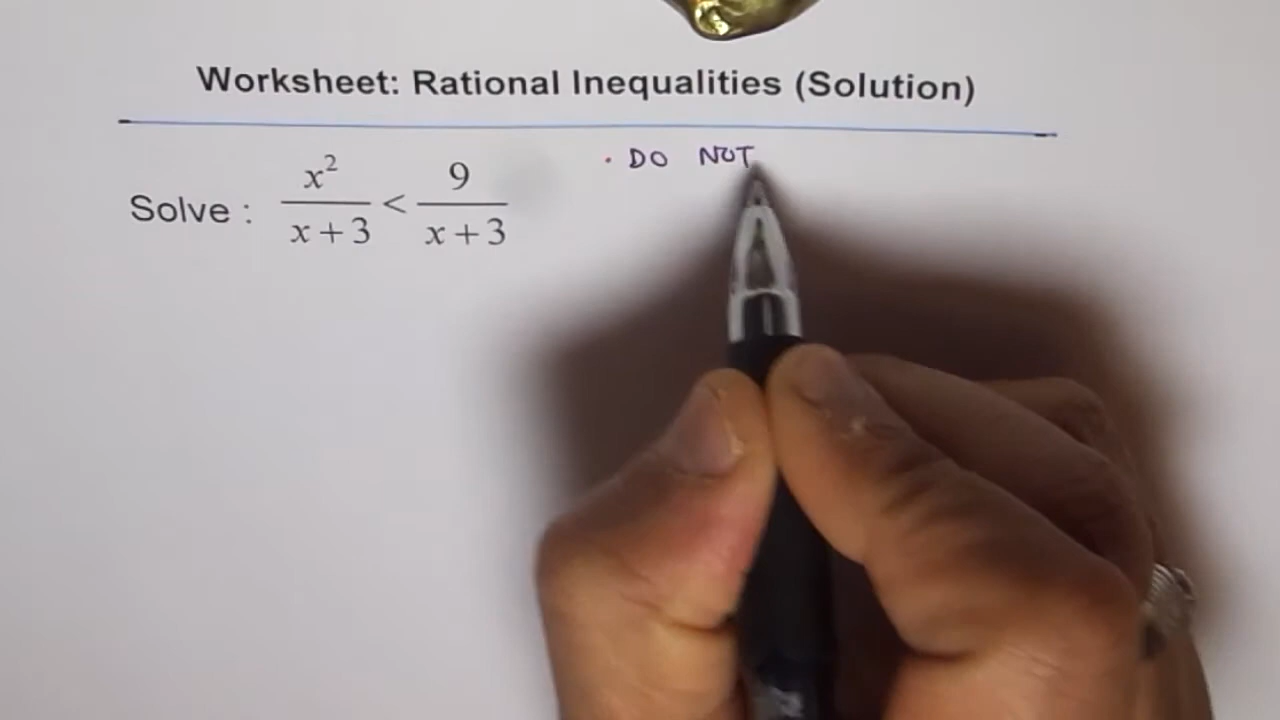 Worksheet: Rational Inequalities (Solution)
Solve : x²/(x+3) < 9/(x+3)
· DO NOT